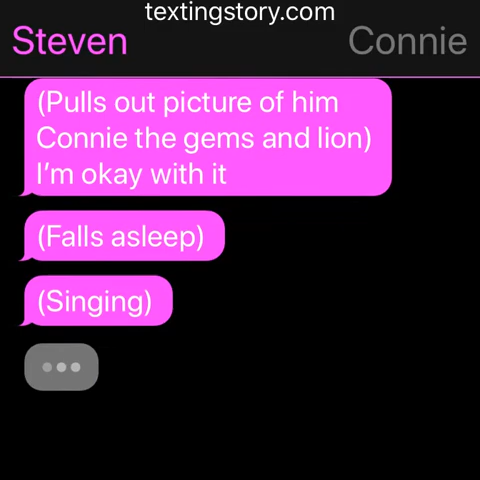 textingstory.com
Steven Connie
(Pulls out picture of him
Connie the gems and lion)
I’m okay with it
(Falls asleep)
(Singing)